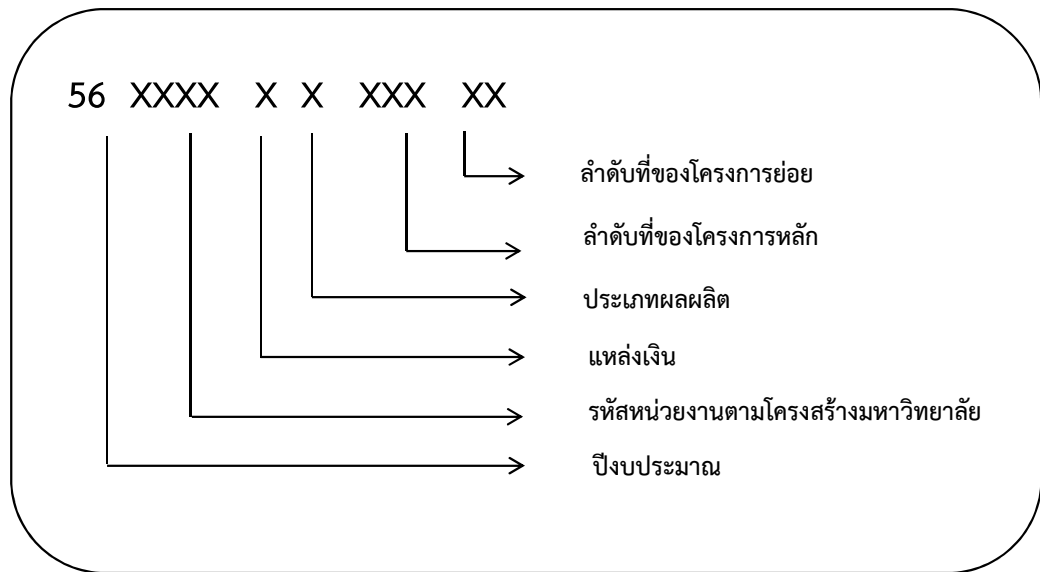 56 XXXX X X XXX XX
ลำดับที่ของโครงการย่อย
ลำดับที่ของโครงการหลัก
ประเภทผลผลิต
แหล่งเงิน
รหัสหน่วยงานตามโครงสร้างมหาวิทยาลัย
ปีงบประมาณ